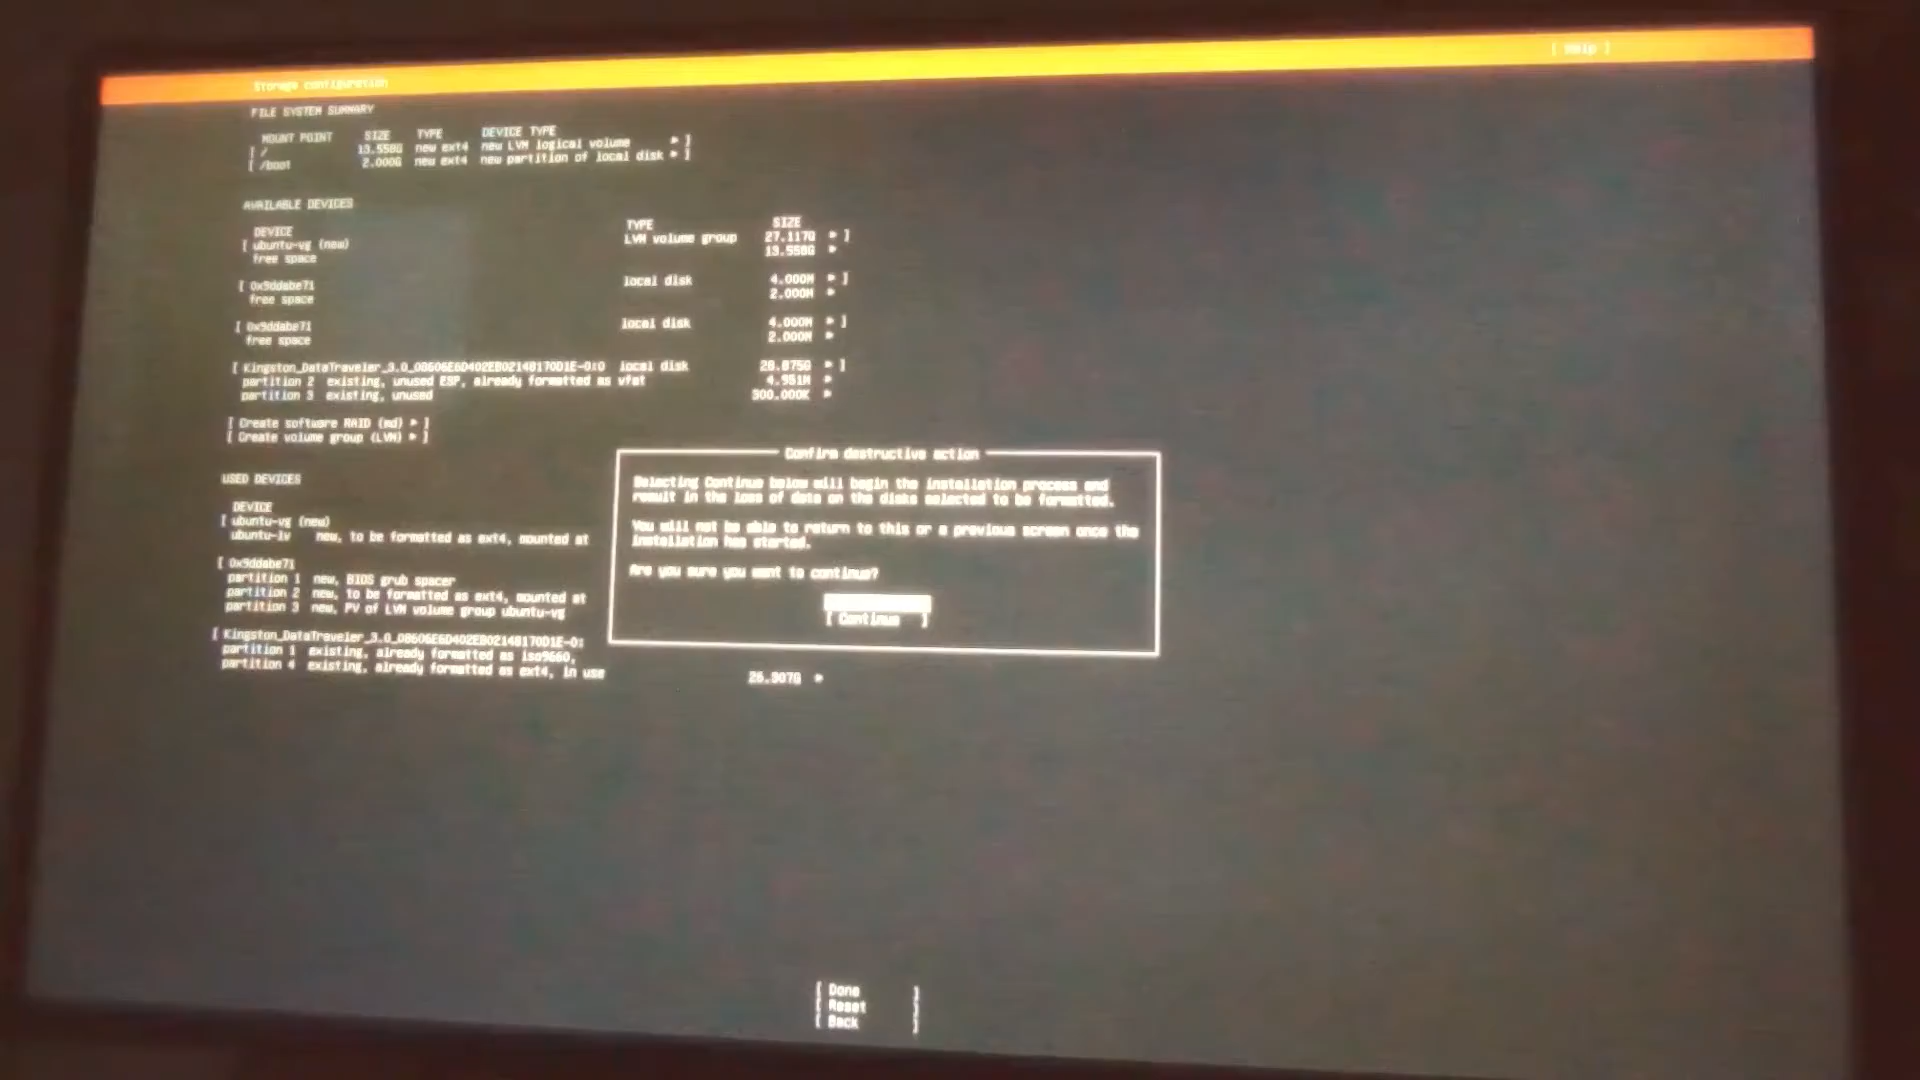 Storage configuration [ Help ]
FILE SYSTEM SUMMARY
MOUNT POINT SIZE TYPE DEVICE TYPE
[ / 13.558G new ext4 new LVM logical volume ▸ ]
[ /boot 2.000G new ext4 new partition of local disk ▸ ]
AVAILABLE DEVICES
DEVICE TYPE SIZE
[ ubuntu-vg (new) LVM volume group 27.117G ▸ ]
free space 13.558G ▸
[ 0x9ddabe71 local disk 4.000M ▸ ]
free space 2.000M ▸
[ 0x9ddabe71 local disk 4.000M ▸ ]
free space 2.000M ▸
[ Kingston_DataTraveler_3.0_08606E6D402EB02148170D1E-0:0 local disk 28.875G ▸ ]
partition 2 existing, unused ESP, already formatted as vfat 4.951M ▸
partition 3 existing, unused 300.000K ▸
[ Create software RAID (md) ▸ ]
[ Create volume group (LVM) ▸ ]
USED DEVICES
DEVICE
[ ubuntu-vg (new)
ubuntu-lv new, to be formatted as ext4, mounted at
[ 0x9ddabe71
partition 1 new, BIOS grub spacer
partition 2 new, to be formatted as ext4, mounted at
partition 3 new, PV of LVM volume group ubuntu-vg
[ Kingston_DataTraveler_3.0_08606E6D402EB02148170D1E-0:
partition 1 existing, already formatted as iso9660,
partition 4 existing, already formatted as ext4, in use 26.907G ▸
Confirm destructive action
Selecting Continue below will begin the installation process and
result in the loss of data on the disks selected to be formatted.
You will not be able to return to this or a previous screen once the
installation has started.
Are you sure you want to continue?
[ Continue ]
[ Done ]
[ Reset ]
[ Back ]